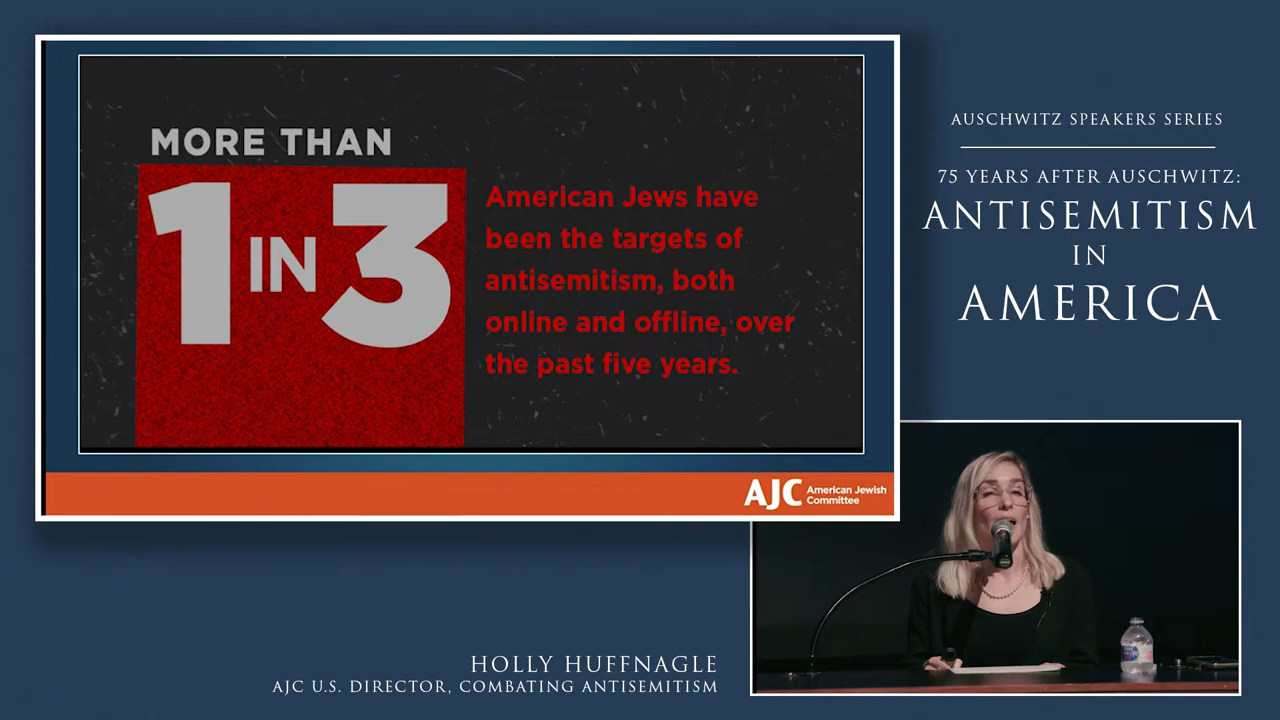 MORE THAN
1 IN 3
American Jews have
been the targets of
antisemitism, both
online and offline, over
the past five years.
AJC American Jewish
Committee
AUSCHWITZ SPEAKERS SERIES
75 YEARS AFTER AUSCHWITZ:
ANTISEMITISM
IN
AMERICA
HOLLY HUFFNAGLE
AJC U.S. DIRECTOR, COMBATING ANTISEMITISM